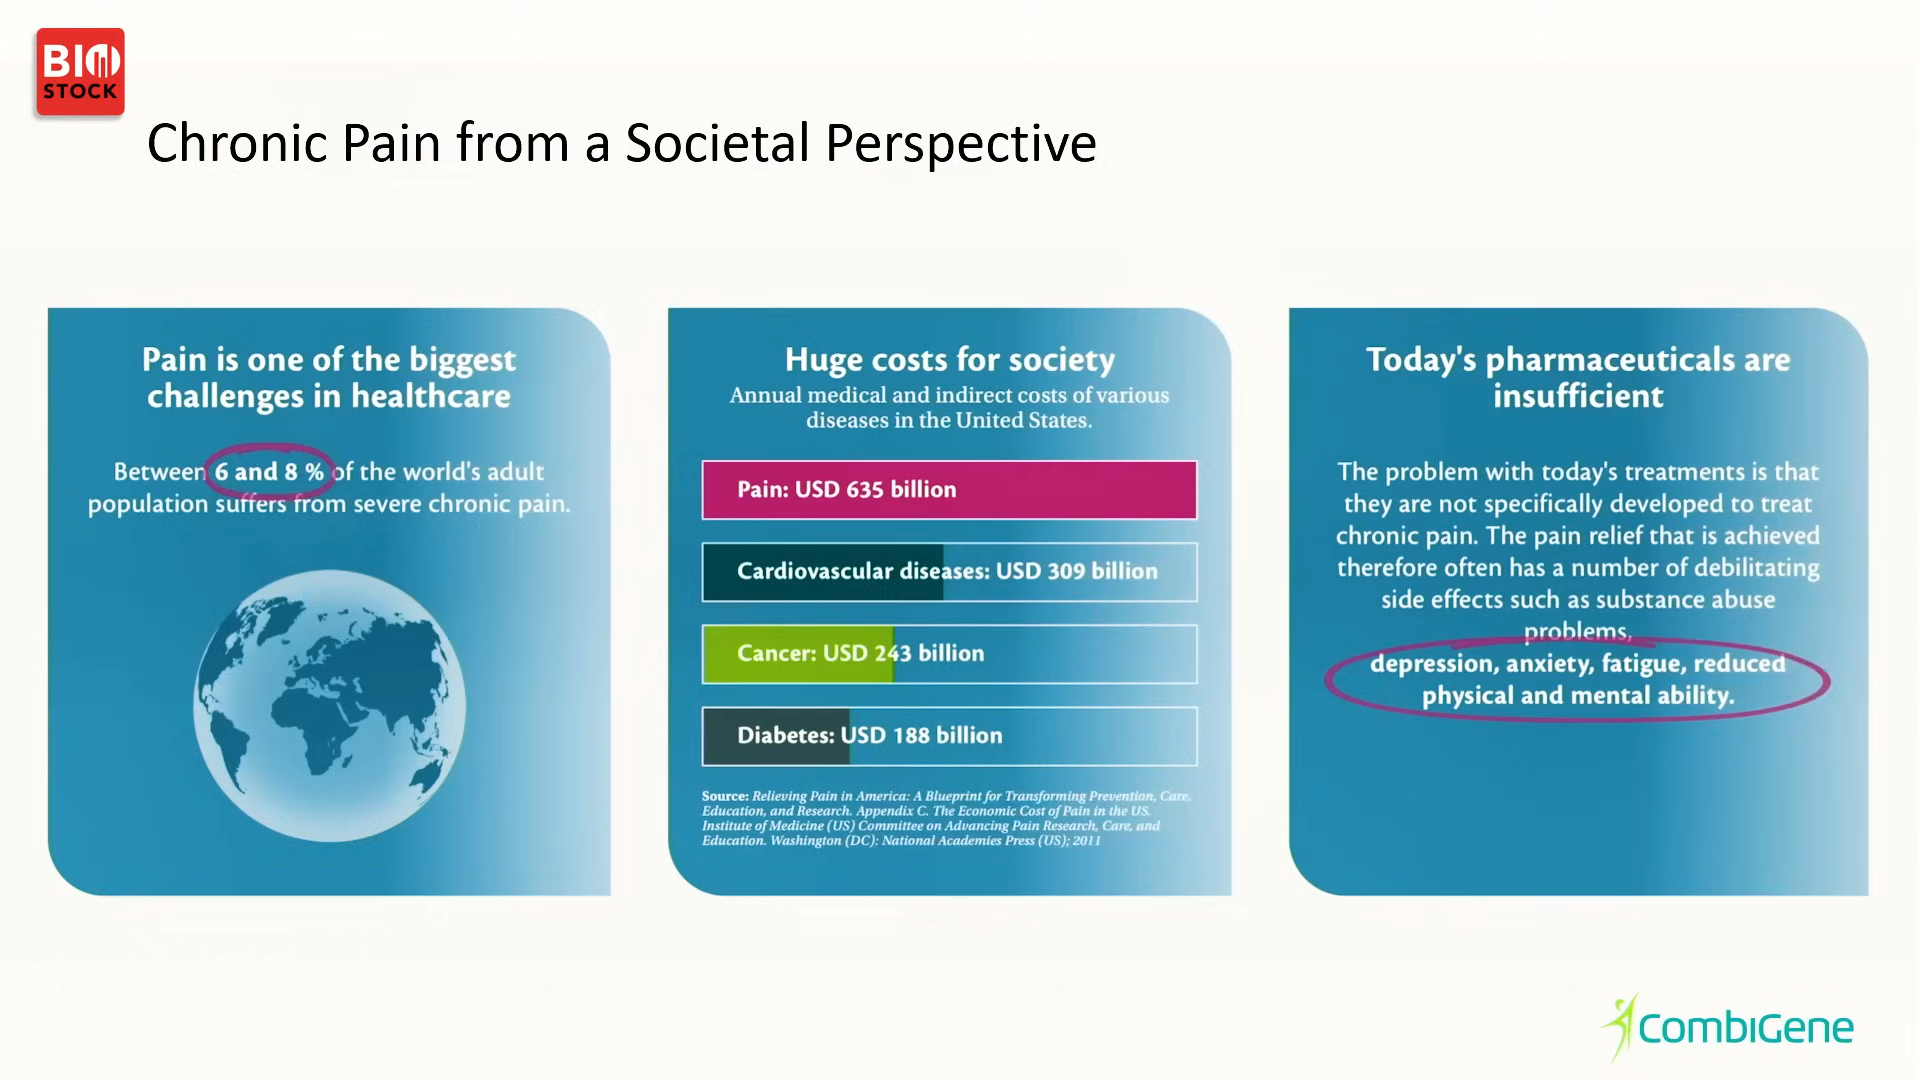 BIO
STOCK
Chronic Pain from a Societal Perspective
Pain is one of the biggest
challenges in healthcare
Between 6 and 8 % of the world's adult
population suffers from severe chronic pain.
Huge costs for society
Annual medical and indirect costs of various
diseases in the United States.
Pain: USD 635 billion
Cardiovascular diseases: USD 309 billion
Cancer: USD 243 billion
Diabetes: USD 188 billion
Source: Relieving Pain in America: A Blueprint for Transforming Prevention, Care,
Education, and Research. Appendix C. The Economic Cost of Pain in the US.
Institute of Medicine (US) Committee on Advancing Pain Research, Care, and
Education. Washington (DC): National Academies Press (US); 2011
Today's pharmaceuticals are
insufficient
The problem with today's treatments is that
they are not specifically developed to treat
chronic pain. The pain relief that is achieved
therefore often has a number of debilitating
side effects such as substance abuse
problems,
depression, anxiety, fatigue, reduced
physical and mental ability.
CombiGene